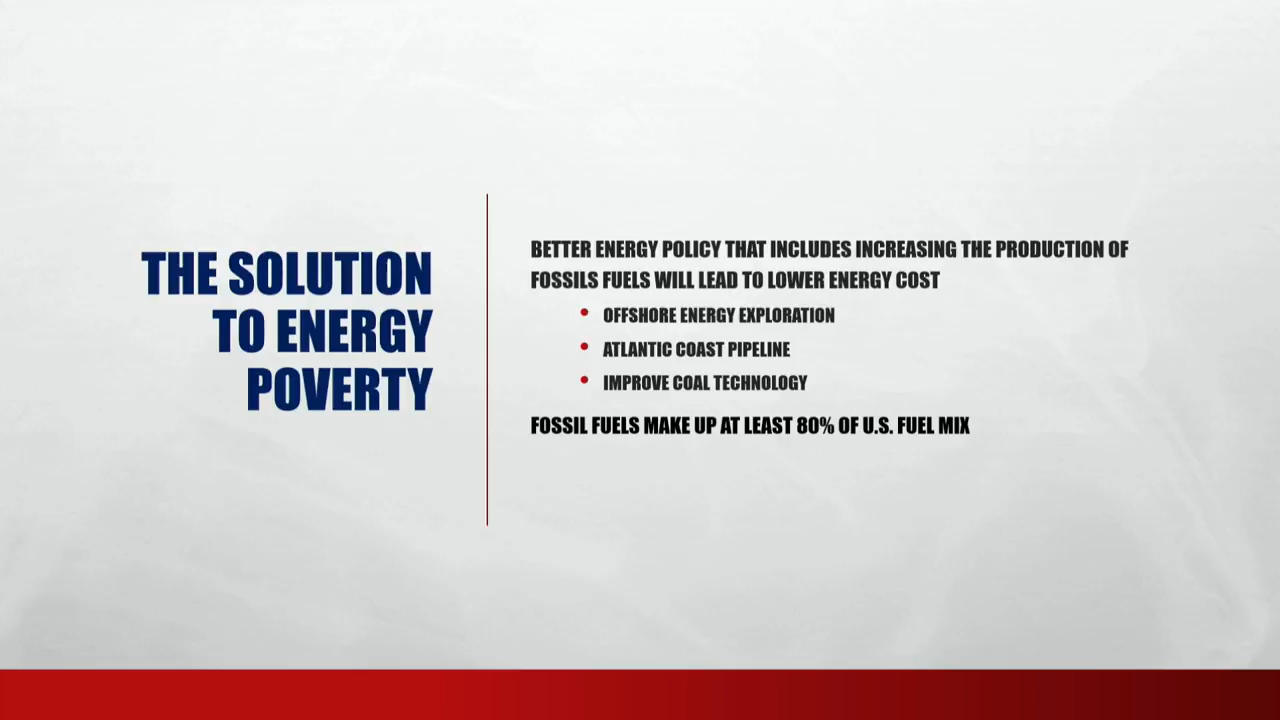 THE SOLUTION
TO ENERGY
POVERTY
BETTER ENERGY POLICY THAT INCLUDES INCREASING THE PRODUCTION OF
FOSSILS FUELS WILL LEAD TO LOWER ENERGY COST
• OFFSHORE ENERGY EXPLORATION
• ATLANTIC COAST PIPELINE
• IMPROVE COAL TECHNOLOGY
FOSSIL FUELS MAKE UP AT LEAST 80% OF U.S. FUEL MIX